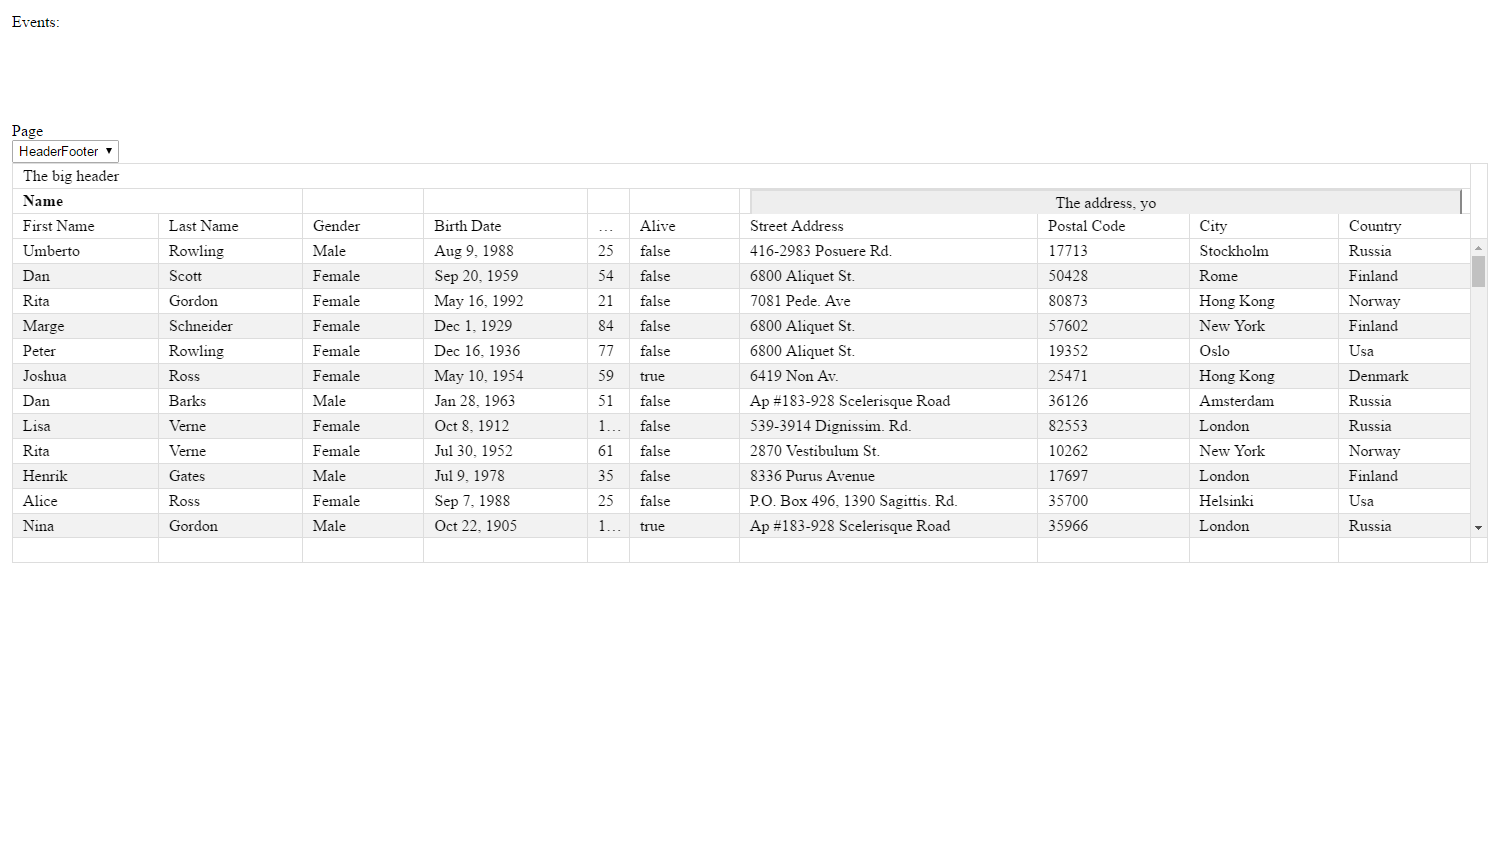 Events:
Page
HeaderFooter
The big header
Name The address, yo
First Name Last Name Gender Birth Date … Alive Street Address Postal Code City Country
Umberto Rowling Male Aug 9, 1988 25 false 416-2983 Posuere Rd. 17713 Stockholm Russia
Dan Scott Female Sep 20, 1959 54 false 6800 Aliquet St. 50428 Rome Finland
Rita Gordon Female May 16, 1992 21 false 7081 Pede. Ave 80873 Hong Kong Norway
Marge Schneider Female Dec 1, 1929 84 false 6800 Aliquet St. 57602 New York Finland
Peter Rowling Female Dec 16, 1936 77 false 6800 Aliquet St. 19352 Oslo Usa
Joshua Ross Female May 10, 1954 59 true 6419 Non Av. 25471 Hong Kong Denmark
Dan Barks Male Jan 28, 1963 51 false Ap #183-928 Scelerisque Road 36126 Amsterdam Russia
Lisa Verne Female Oct 8, 1912 1… false 539-3914 Dignissim. Rd. 82553 London Russia
Rita Verne Female Jul 30, 1952 61 false 2870 Vestibulum St. 10262 New York Norway
Henrik Gates Male Jul 9, 1978 35 false 8336 Purus Avenue 17697 London Finland
Alice Ross Female Sep 7, 1988 25 false P.O. Box 496, 1390 Sagittis. Rd. 35700 Helsinki Usa
Nina Gordon Male Oct 22, 1905 1… true Ap #183-928 Scelerisque Road 35966 London Russia